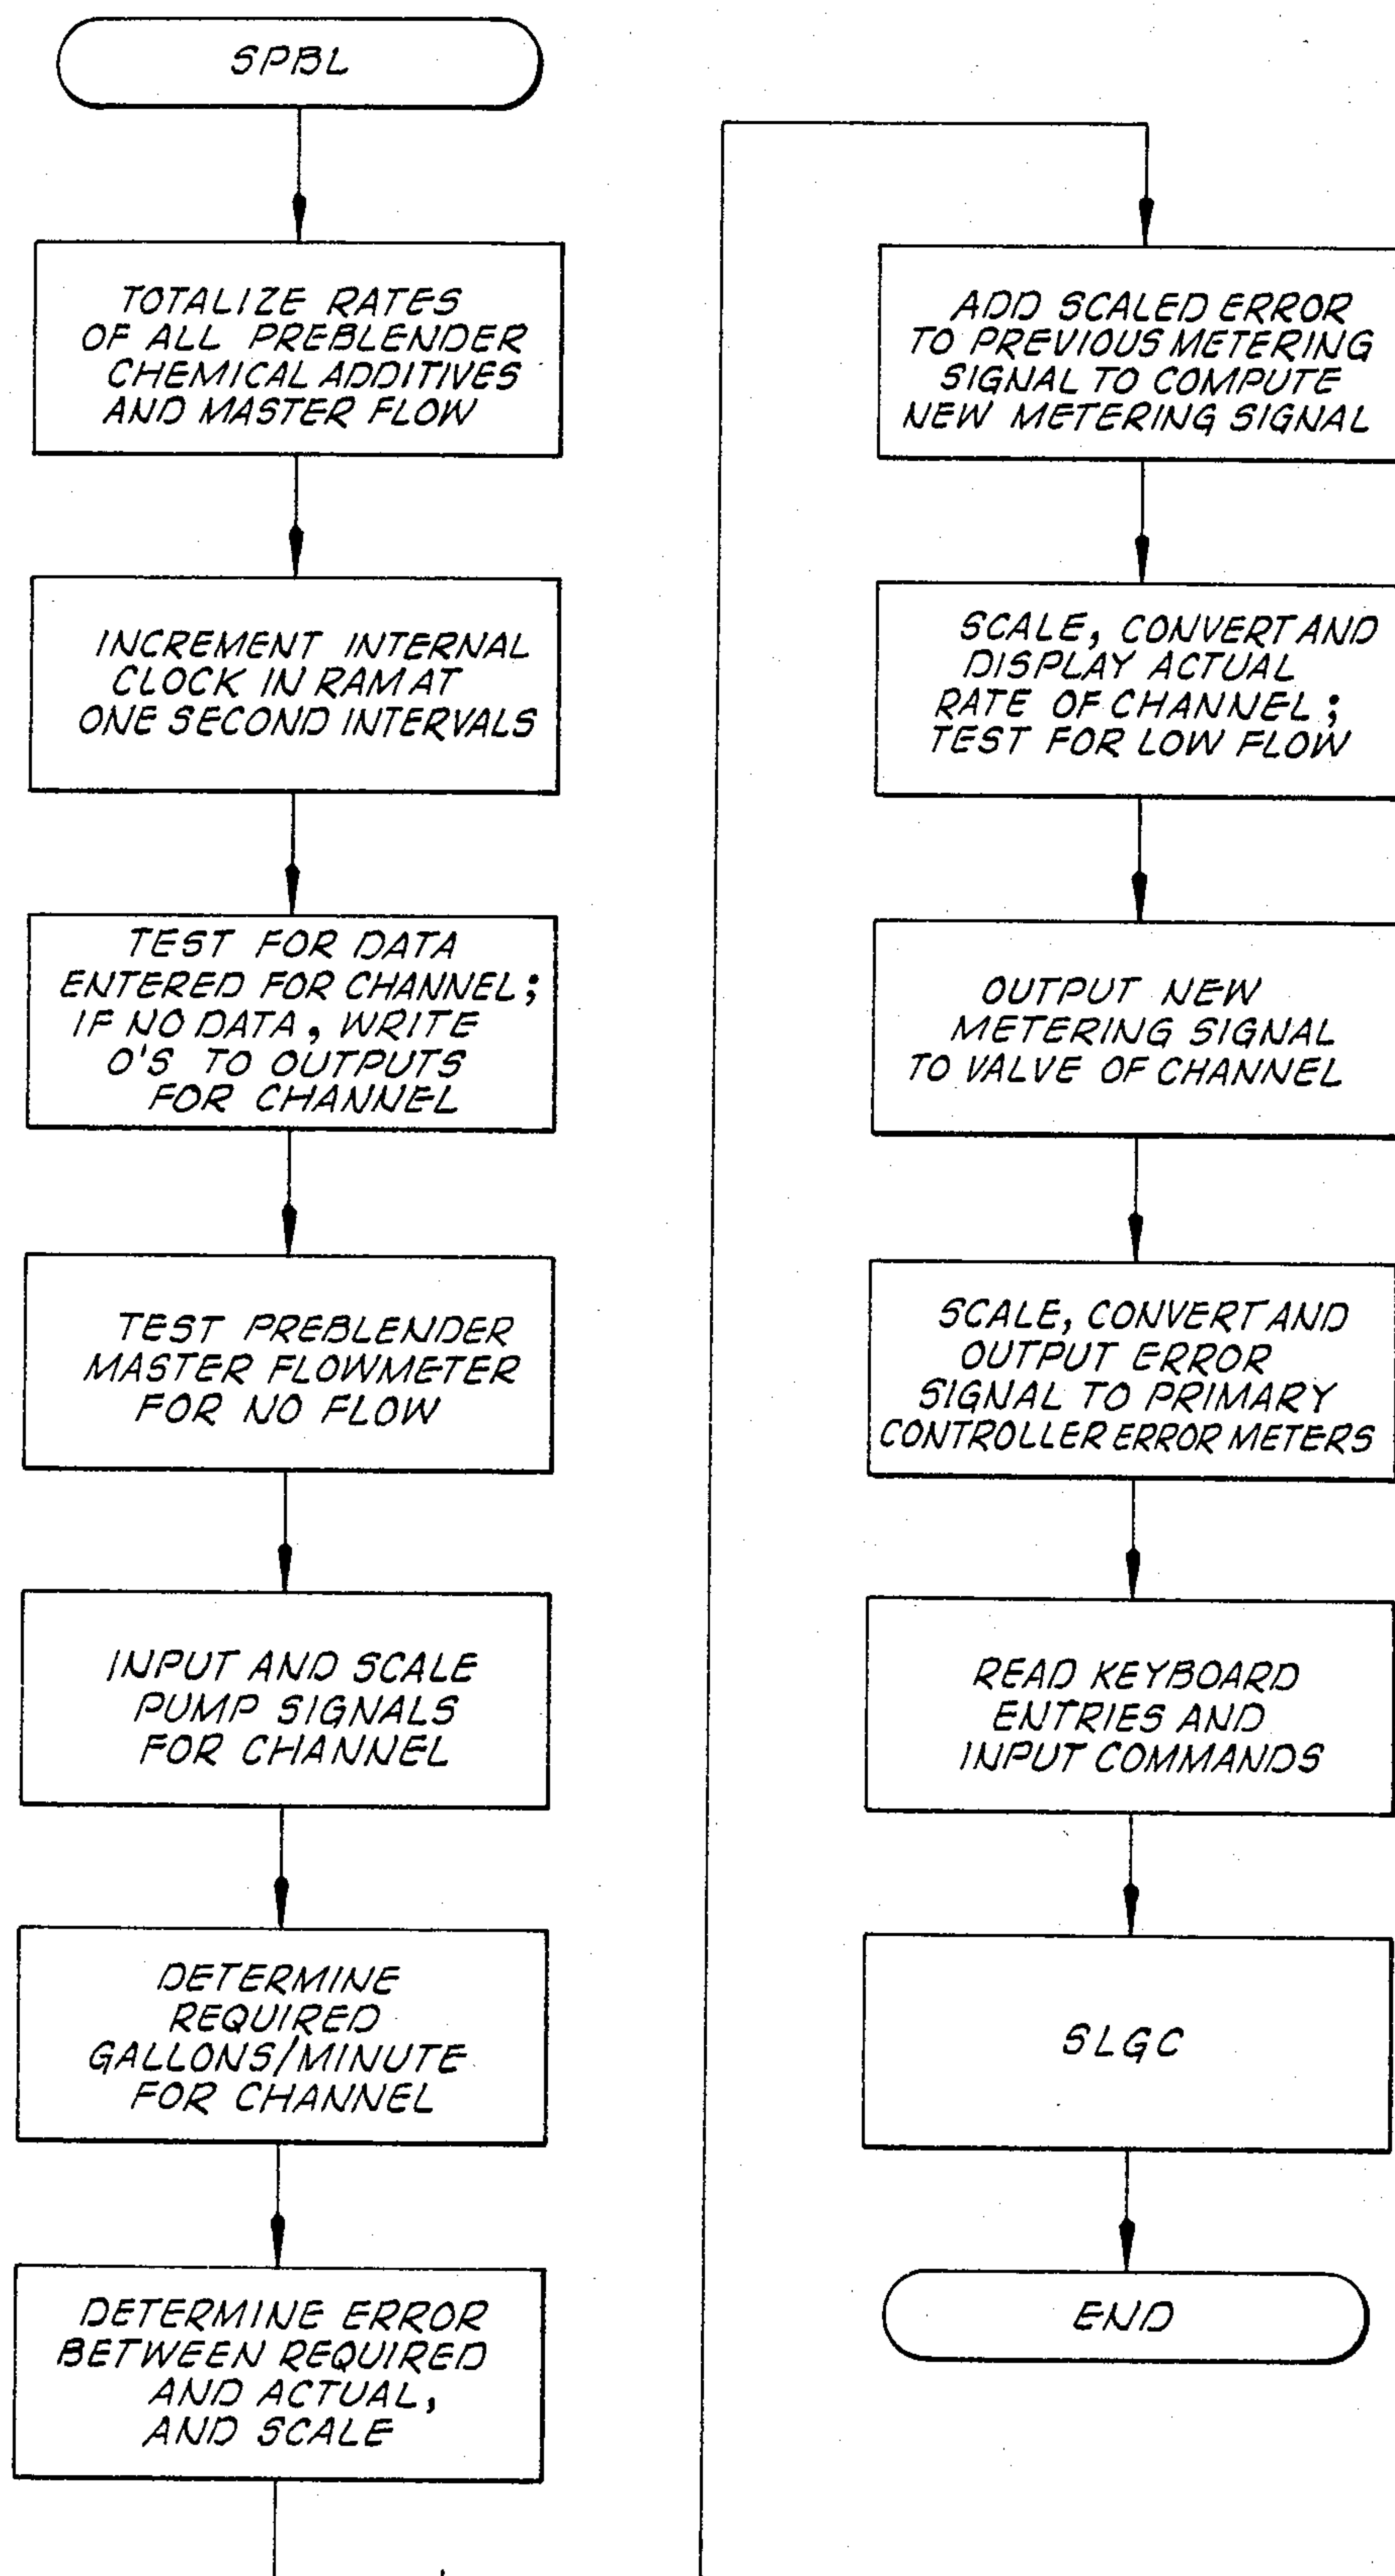 SPBL
TOTALIZE RATES
OF ALL PREBLENDER
CHEMICAL ADDITIVES
AND MASTER FLOW
INCREMENT INTERNAL
CLOCK IN RAM AT
ONE SECOND INTERVALS
TEST FOR DATA
ENTERED FOR CHANNEL;
IF NO DATA, WRITE
O'S TO OUTPUTS
FOR CHANNEL
TEST PREBLENDER
MASTER FLOWMETER
FOR NO FLOW
INPUT AND SCALE
PUMP SIGNALS
FOR CHANNEL
DETERMINE
REQUIRED
GALLONS/MINUTE
FOR CHANNEL
DETERMINE ERROR
BETWEEN REQUIRED
AND ACTUAL,
AND SCALE
ADD SCALED ERROR
TO PREVIOUS METERING
SIGNAL TO COMPUTE
NEW METERING SIGNAL
SCALE, CONVERT AND
DISPLAY ACTUAL
RATE OF CHANNEL;
TEST FOR LOW FLOW
OUTPUT NEW
METERING SIGNAL
TO VALVE OF CHANNEL
SCALE, CONVERT AND
OUTPUT ERROR
SIGNAL TO PRIMARY
CONTROLLER ERROR METERS
READ KEYBOARD
ENTRIES AND
INPUT COMMANDS
SLGC
END